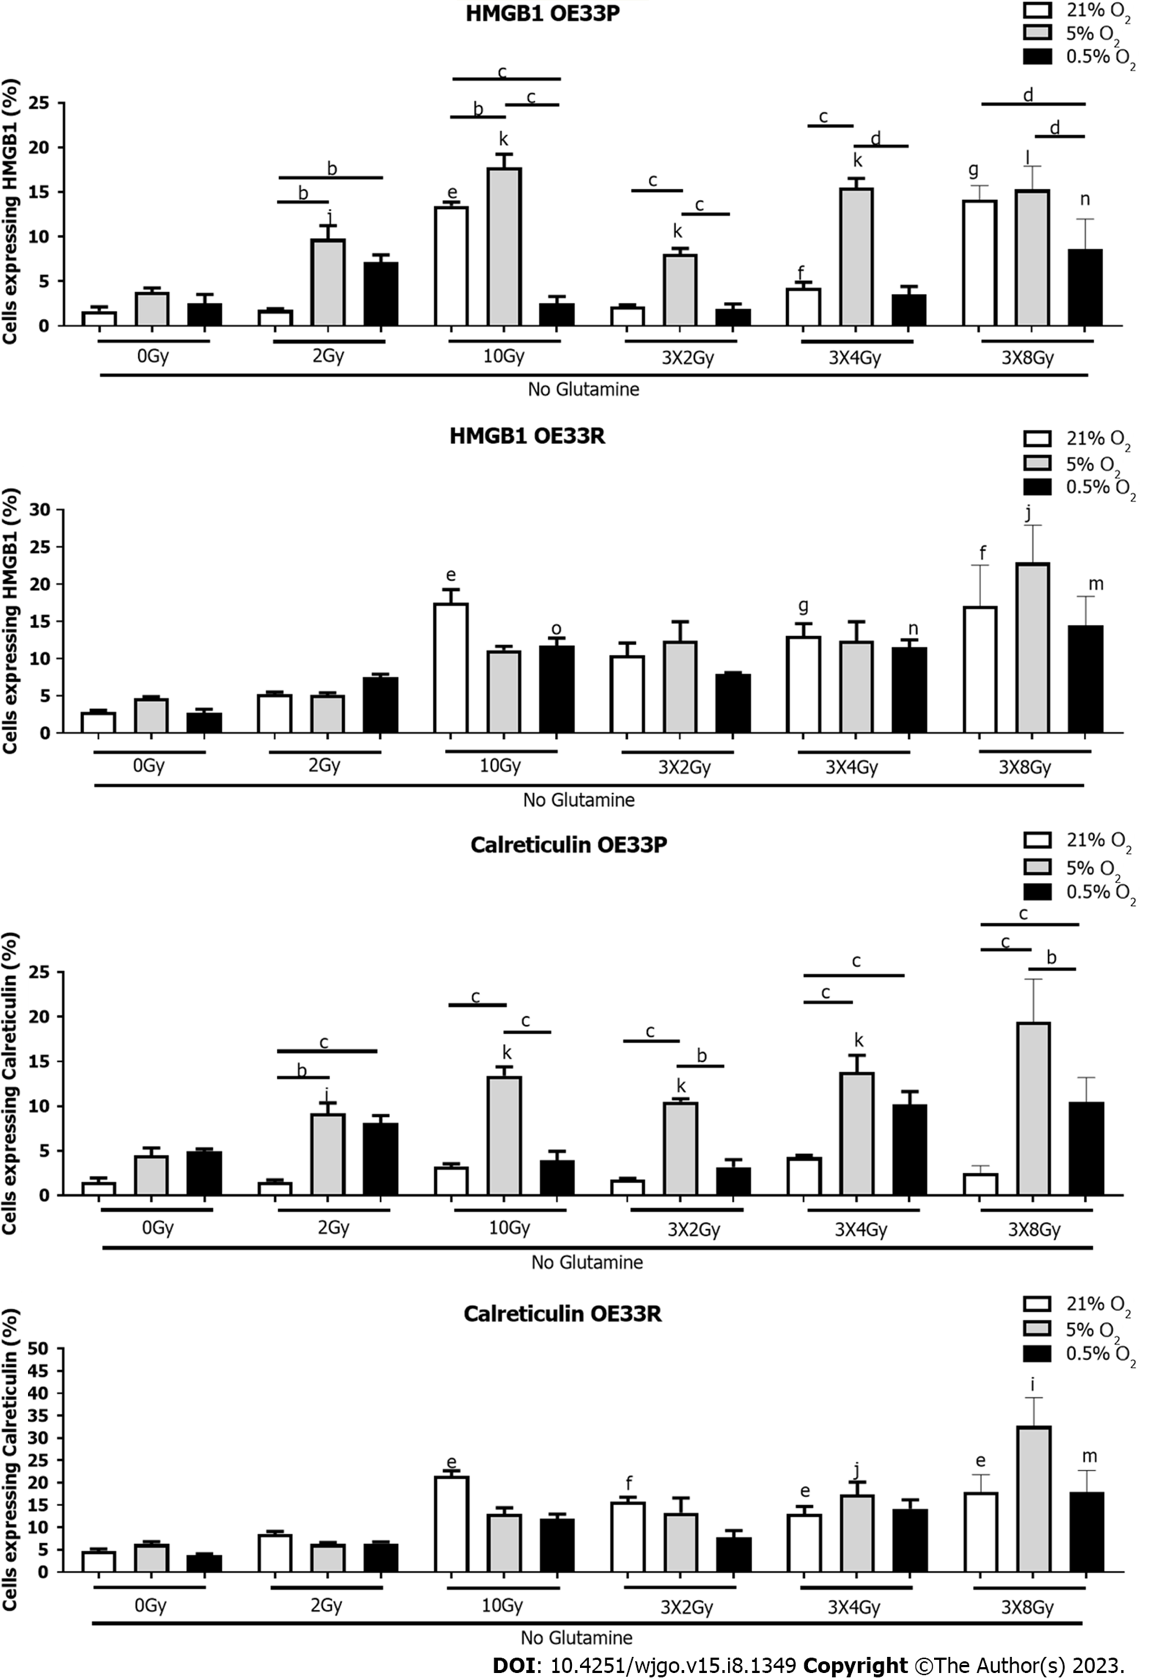 HMGB1 OE33P
21% O2
5% O2
0.5% O2
Cells expressing HMGB1 (%)
25
20
15
10
5
0
b
b
i
c
b
c
e
k
c
c
k
c
d
f
k
d
d
g
l
n
0Gy
2Gy
10Gy
3X2Gy
3X4Gy
3X8Gy
No Glutamine
HMGB1 OE33R
21% O2
5% O2
0.5% O2
Cells expressing HMGB1 (%)
30
25
20
15
10
5
0
e
o
g
n
f
j
m
0Gy
2Gy
10Gy
3X2Gy
3X4Gy
3X8Gy
No Glutamine
Calreticulin OE33P
21% O2
5% O2
0.5% O2
Cells expressing Calreticulin (%)
25
20
15
10
5
0
c
b
i
c
c
k
c
b
k
c
c
k
c
c
b
0Gy
2Gy
10Gy
3X2Gy
3X4Gy
3X8Gy
No Glutamine
Calreticulin OE33R
21% O2
5% O2
0.5% O2
Cells expressing Calreticulin (%)
50
45
40
35
30
25
20
15
10
5
0
e
f
e
j
e
i
m
0Gy
2Gy
10Gy
3X2Gy
3X4Gy
3X8Gy
No Glutamine
DOI: 10.4251/wjgo.v15.i8.1349 Copyright ©The Author(s) 2023.